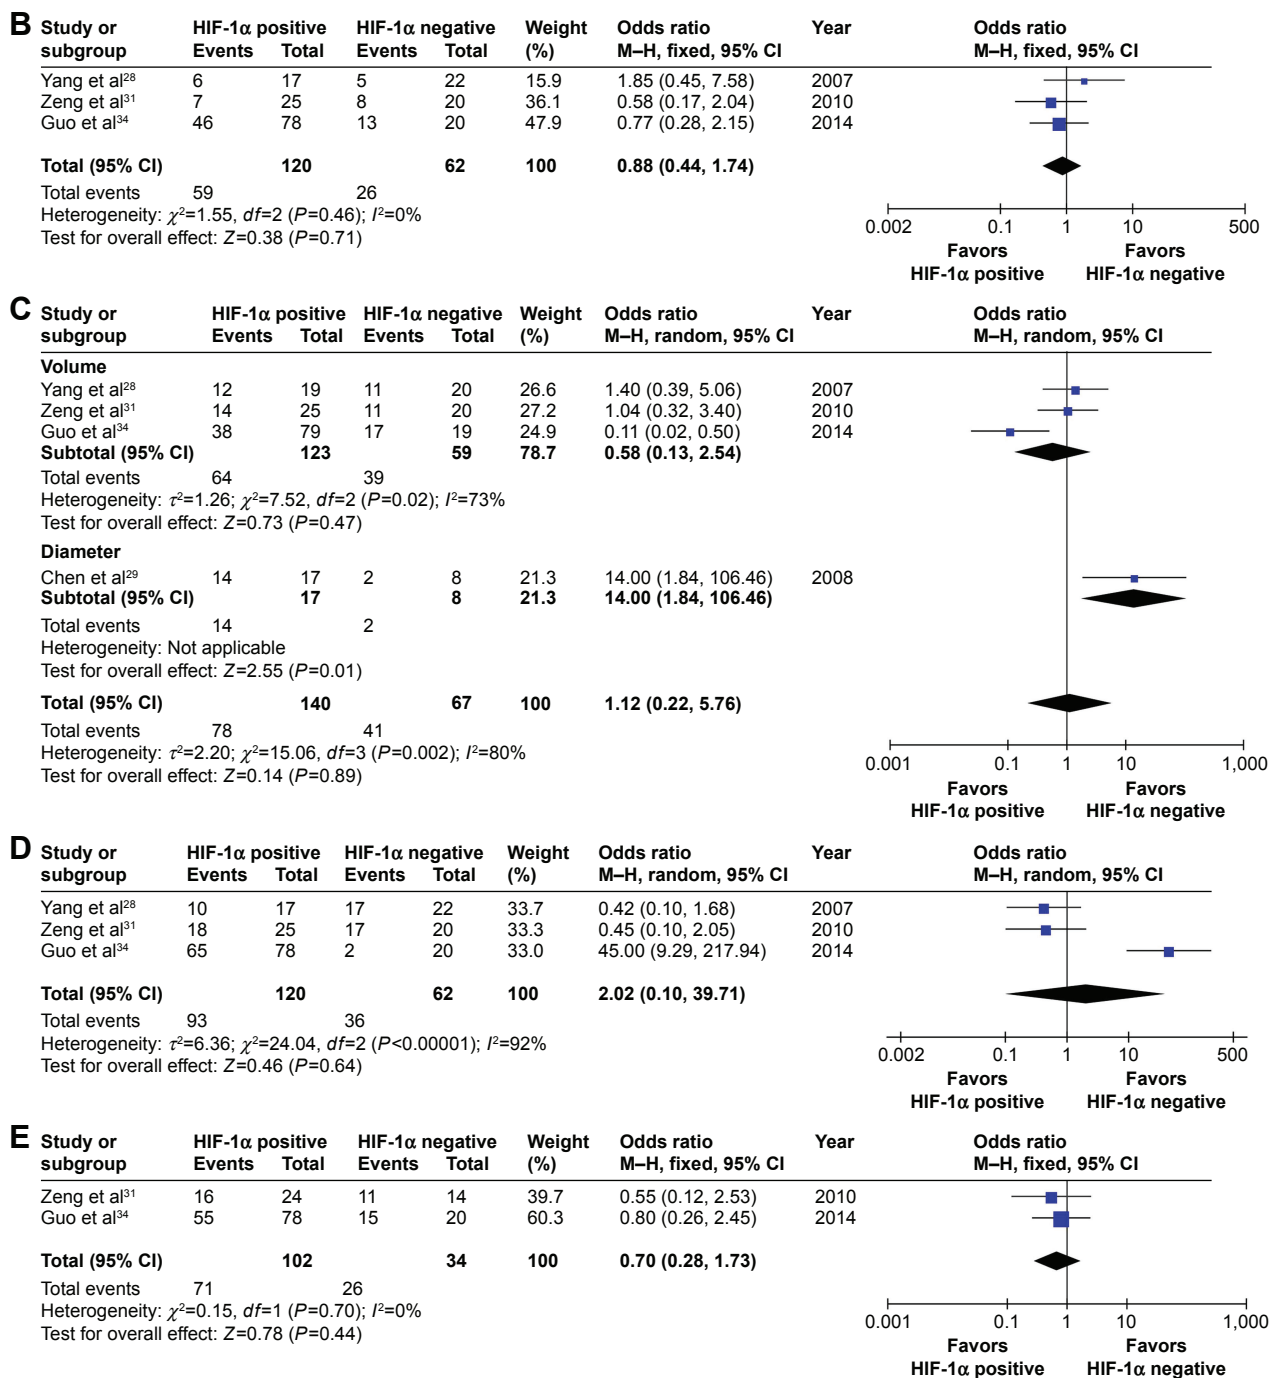 B Study or HIF-1α positive HIF-1α negative Weight Odds ratio Year Odds ratio
subgroup Events Total Events Total (%) M–H, fixed, 95% CI M–H, fixed, 95% CI
Yang et al28 6 17 5 22 15.9 1.85 (0.45, 7.58) 2007
Zeng et al31 7 25 8 20 36.1 0.58 (0.17, 2.04) 2010
Guo et al34 46 78 13 20 47.9 0.77 (0.28, 2.15) 2014
Total (95% CI) 120 62 100 0.88 (0.44, 1.74)
Total events 59 26
Heterogeneity: χ2=1.55, df=2 (P=0.46); I2=0%
Test for overall effect: Z=0.38 (P=0.71)
0.002 0.1 1 10 500
Favors Favors
HIF-1α positive HIF-1α negative
C Study or HIF-1α positive HIF-1α negative Weight Odds ratio Year Odds ratio
subgroup Events Total Events Total (%) M–H, random, 95% CI M–H, random, 95% CI
Volume
Yang et al28 12 19 11 20 26.6 1.40 (0.39, 5.06) 2007
Zeng et al31 14 25 11 20 27.2 1.04 (0.32, 3.40) 2010
Guo et al34 38 79 17 19 24.9 0.11 (0.02, 0.50) 2014
Subtotal (95% CI) 123 59 78.7 0.58 (0.13, 2.54)
Total events 64 39
Heterogeneity: τ2=1.26; χ2=7.52, df=2 (P=0.02); I2=73%
Test for overall effect: Z=0.73 (P=0.47)
Diameter
Chen et al29 14 17 2 8 21.3 14.00 (1.84, 106.46) 2008
Subtotal (95% CI) 17 8 21.3 14.00 (1.84, 106.46)
Total events 14 2
Heterogeneity: Not applicable
Test for overall effect: Z=2.55 (P=0.01)
Total (95% CI) 140 67 100 1.12 (0.22, 5.76)
Total events 78 41
Heterogeneity: τ2=2.20; χ2=15.06, df=3 (P=0.002); I2=80%
Test for overall effect: Z=0.14 (P=0.89)
0.001 0.1 1 10 1,000
Favors Favors
HIF-1α positive HIF-1α negative
D Study or HIF-1α positive HIF-1α negative Weight Odds ratio Year Odds ratio
subgroup Events Total Events Total (%) M–H, random, 95% CI M–H, random, 95% CI
Yang et al28 10 17 17 22 33.7 0.42 (0.10, 1.68) 2007
Zeng et al31 18 25 17 20 33.3 0.45 (0.10, 2.05) 2010
Guo et al34 65 78 2 20 33.0 45.00 (9.29, 217.94) 2014
Total (95% CI) 120 62 100 2.02 (0.10, 39.71)
Total events 93 36
Heterogeneity: τ2=6.36; χ2=24.04, df=2 (P<0.00001); I2=92%
Test for overall effect: Z=0.46 (P=0.64)
0.002 0.1 1 10 500
Favors Favors
HIF-1α positive HIF-1α negative
E Study or HIF-1α positive HIF-1α negative Weight Odds ratio Year Odds ratio
subgroup Events Total Events Total (%) M–H, fixed, 95% CI M–H, fixed, 95% CI
Zeng et al31 16 24 11 14 39.7 0.55 (0.12, 2.53) 2010
Guo et al34 55 78 15 20 60.3 0.80 (0.26, 2.45) 2014
Total (95% CI) 102 34 100 0.70 (0.28, 1.73)
Total events 71 26
Heterogeneity: χ2=0.15, df=1 (P=0.70); I2=0%
Test for overall effect: Z=0.78 (P=0.44)
0.001 0.1 1 10 1,000
Favors Favors
HIF-1α positive HIF-1α negative